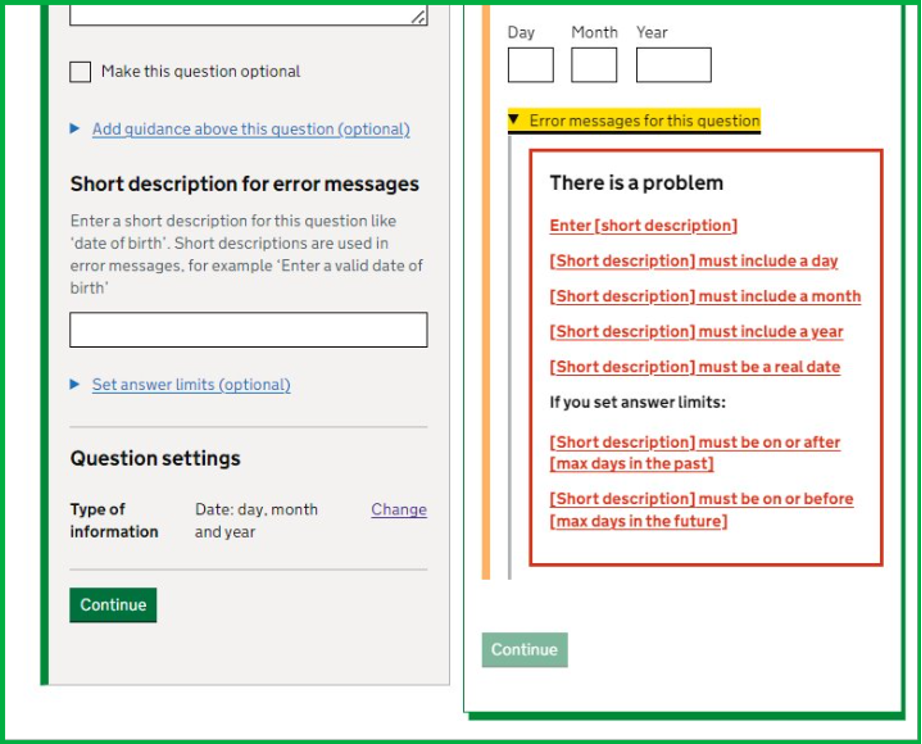 Make this question optional
Add guidance above this question (optional)
Short description for error messages
Enter a short description for this question like
‘date of birth’. Short descriptions are used in
error messages, for example ‘Enter a valid date of
birth’
Set answer limits (optional)
Question settings
Type of
information
Date: day, month
and year
Change
Continue
Day Month Year
Error messages for this question
There is a problem
Enter [short description]
[Short description] must include a day
[Short description] must include a month
[Short description] must include a year
[Short description] must be a real date
If you set answer limits:
[Short description] must be on or after
[max days in the past]
[Short description] must be on or before
[max days in the future]
Continue